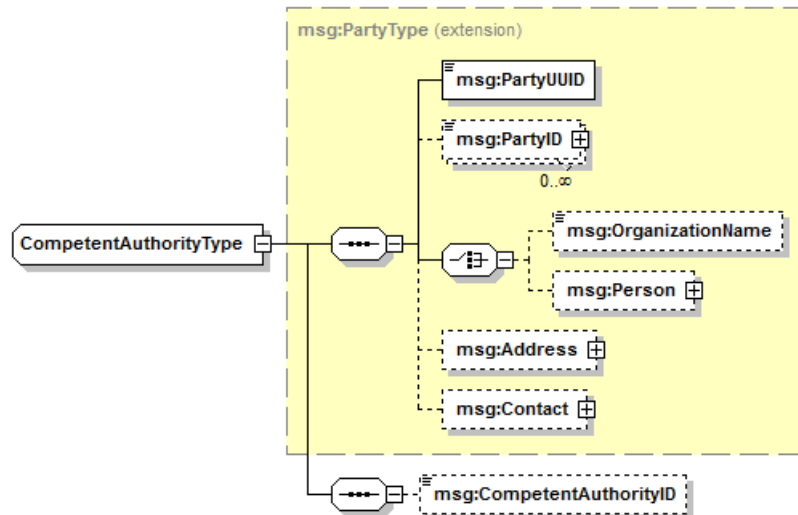 msg:PartyType (extension)
msg:PartyUUID
msg:PartyID
0..∞
CompetentAuthorityType
msg:OrganizationName
msg:Person
msg:Address
msg:Contact
msg:CompetentAuthorityID